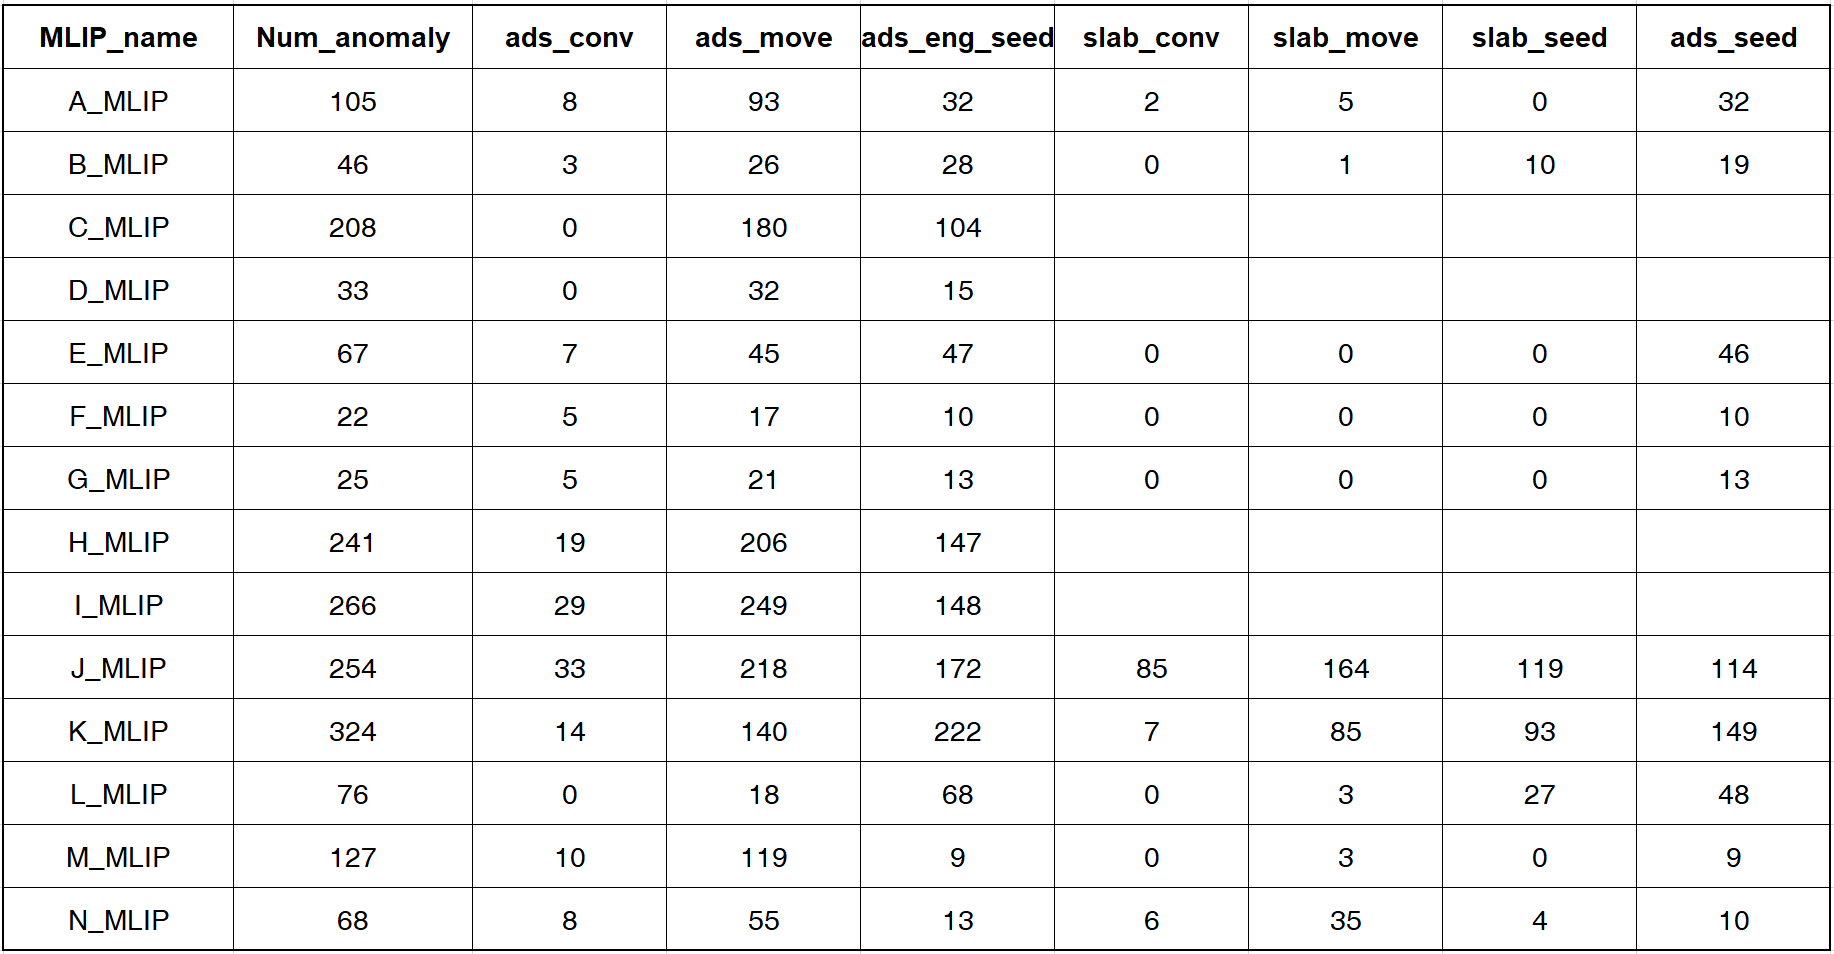 MLIP_name Num_anomaly ads_conv ads_move ads_eng_seed slab_conv slab_move slab_seed ads_seed
A_MLIP 105 8 93 32 2 5 0 32
B_MLIP 46 3 26 28 0 1 10 19
C_MLIP 208 0 180 104
D_MLIP 33 0 32 15
E_MLIP 67 7 45 47 0 0 0 46
F_MLIP 22 5 17 10 0 0 0 10
G_MLIP 25 5 21 13 0 0 0 13
H_MLIP 241 19 206 147
I_MLIP 266 29 249 148
J_MLIP 254 33 218 172 85 164 119 114
K_MLIP 324 14 140 222 7 85 93 149
L_MLIP 76 0 18 68 0 3 27 48
M_MLIP 127 10 119 9 0 3 0 9
N_MLIP 68 8 55 13 6 35 4 10